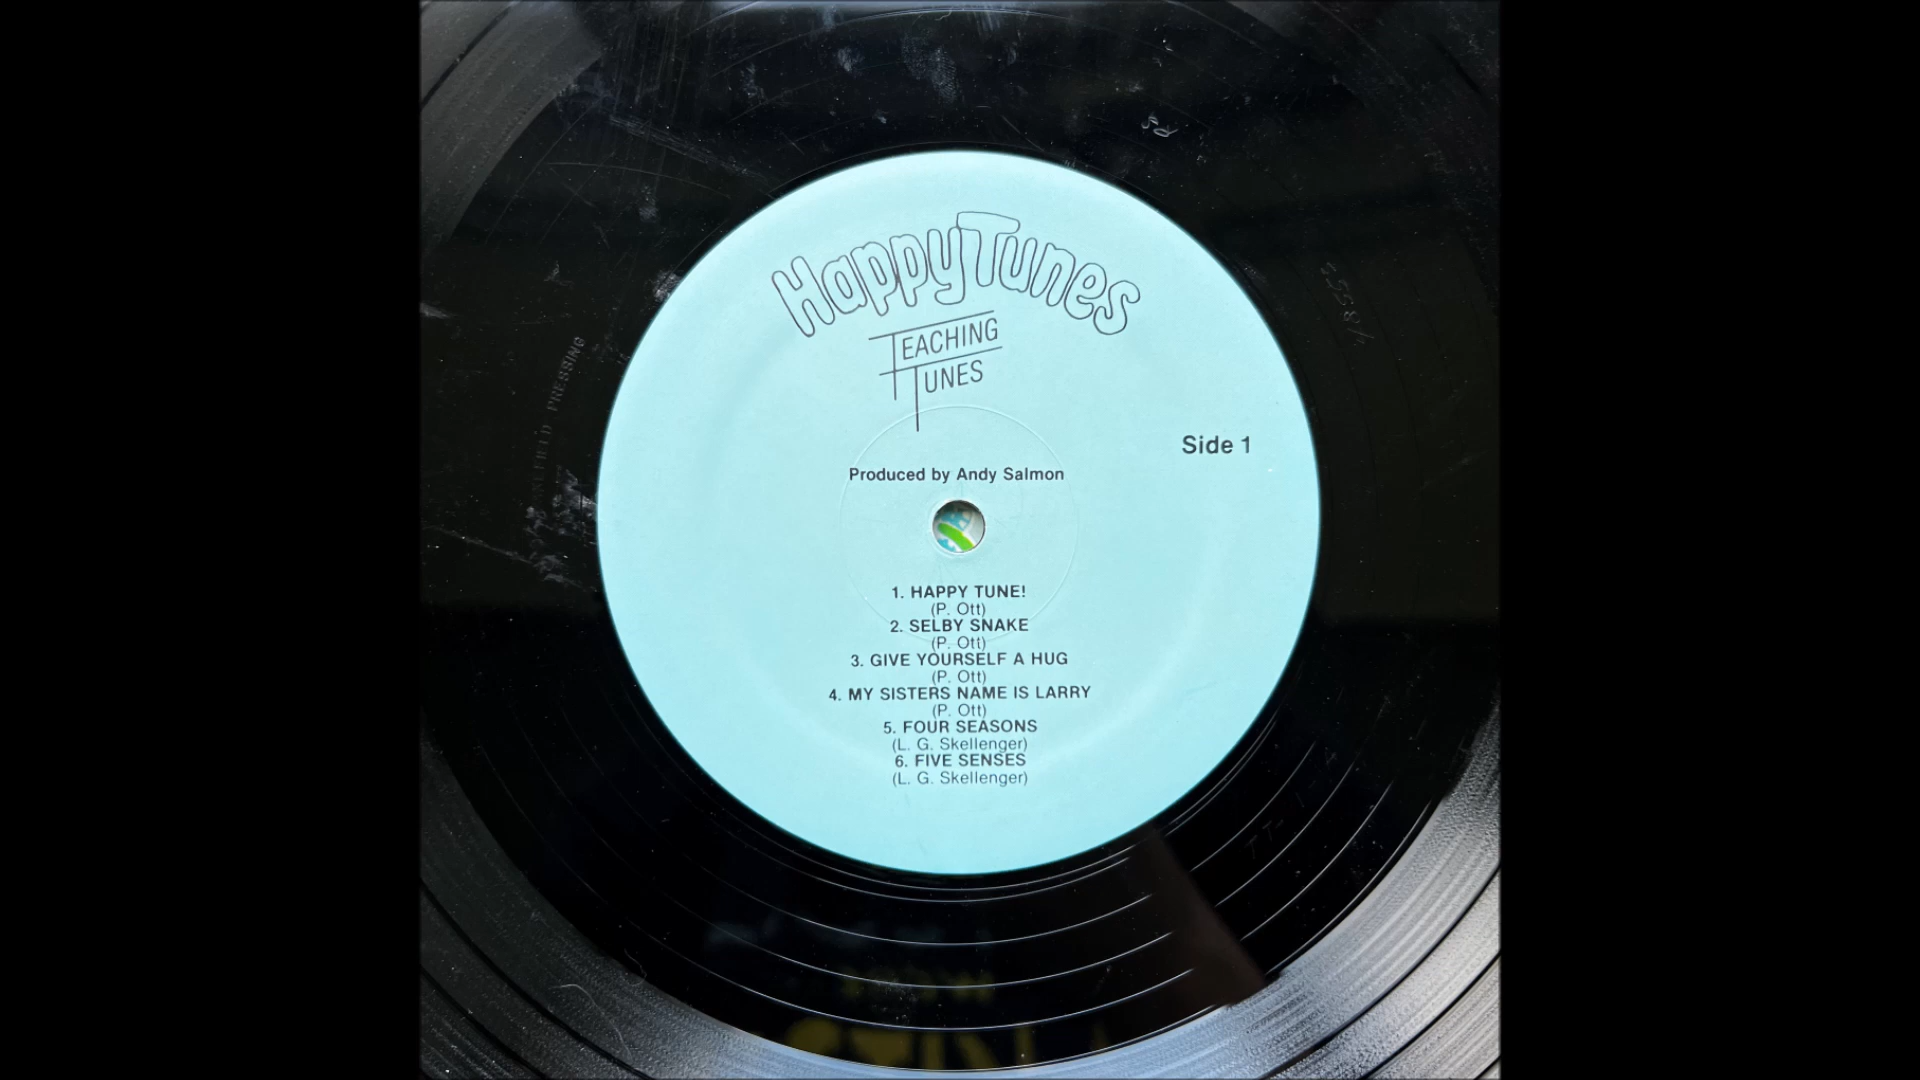 HappyTunes
TEACHING
TUNES
Side 1
Produced by Andy Salmon
1. HAPPY TUNE!
(P. Ott)
2. SELBY SNAKE
(P. Ott)
3. GIVE YOURSELF A HUG
(P. Ott)
4. MY SISTERS NAME IS LARRY
(P. Ott)
5. FOUR SEASONS
(L. G. Skellenger)
6. FIVE SENSES
(L. G. Skellenger)
PRESSING